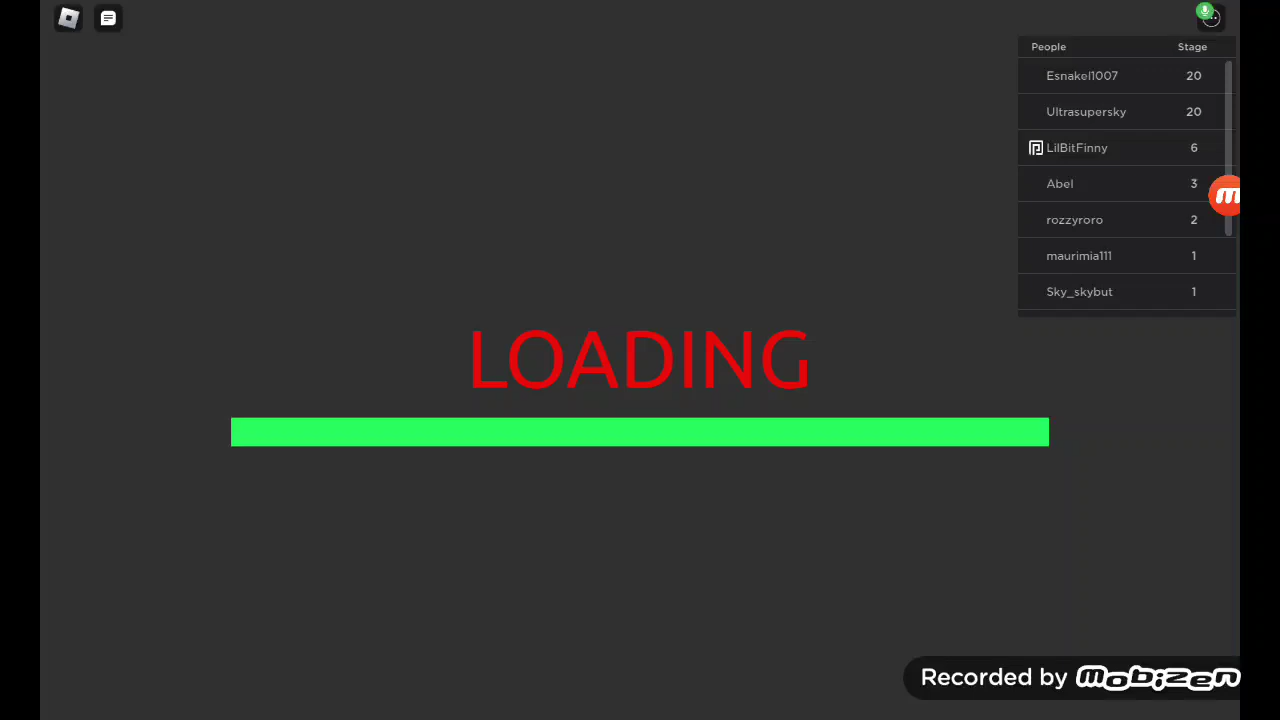 People Stage
Esnakel1007 20
Ultrasupersky 20
LilBitFinny 6
Abel 3
rozzyroro 2
maurimia111 1
Sky_skybut 1
LOADING
Recorded by mobizen